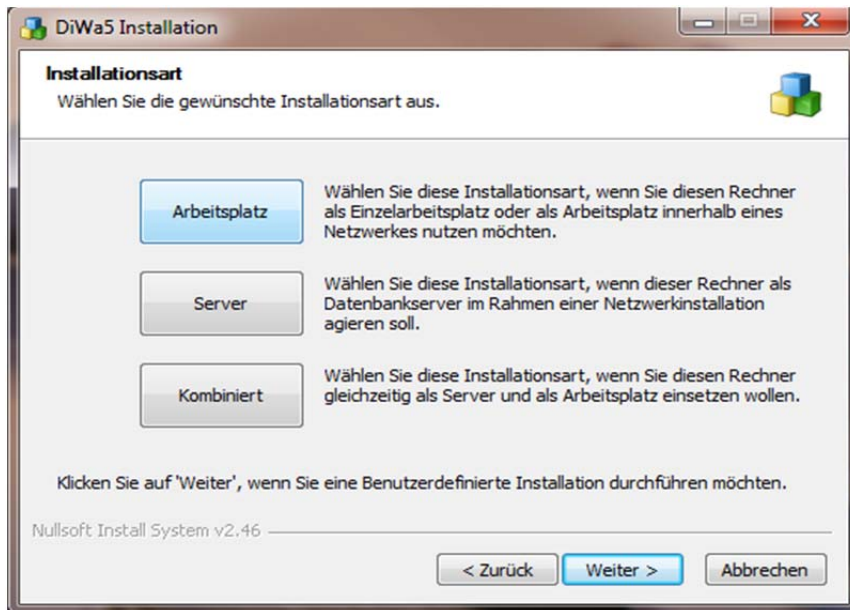 DiWa5 Installation
Installationsart
Wählen Sie die gewünschte Installationsart aus.
Arbeitsplatz
Wählen Sie diese Installationsart, wenn Sie diesen Rechner
als Einzelarbeitsplatz oder als Arbeitsplatz innerhalb eines
Netzwerkes nutzen möchten.
Server
Wählen Sie diese Installationsart, wenn dieser Rechner als
Datenbankserver im Rahmen einer Netzwerkinstallation
agieren soll.
Kombiniert
Wählen Sie diese Installationsart, wenn Sie diesen Rechner
gleichzeitig als Server und als Arbeitsplatz einsetzen wollen.
Klicken Sie auf 'Weiter', wenn Sie eine Benutzerdefinierte Installation durchführen möchten.
Nullsoft Install System v2.46
< Zurück
Weiter >
Abbrechen